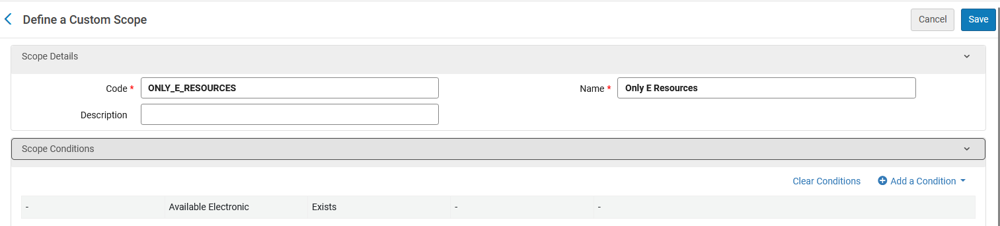 Define a Custom Scope
Cancel Save
Scope Details
Code * ONLY_E_RESOURCES Name * Only E Resources
Description
Scope Conditions
Clear Conditions Add a Condition
- Available Electronic Exists - -